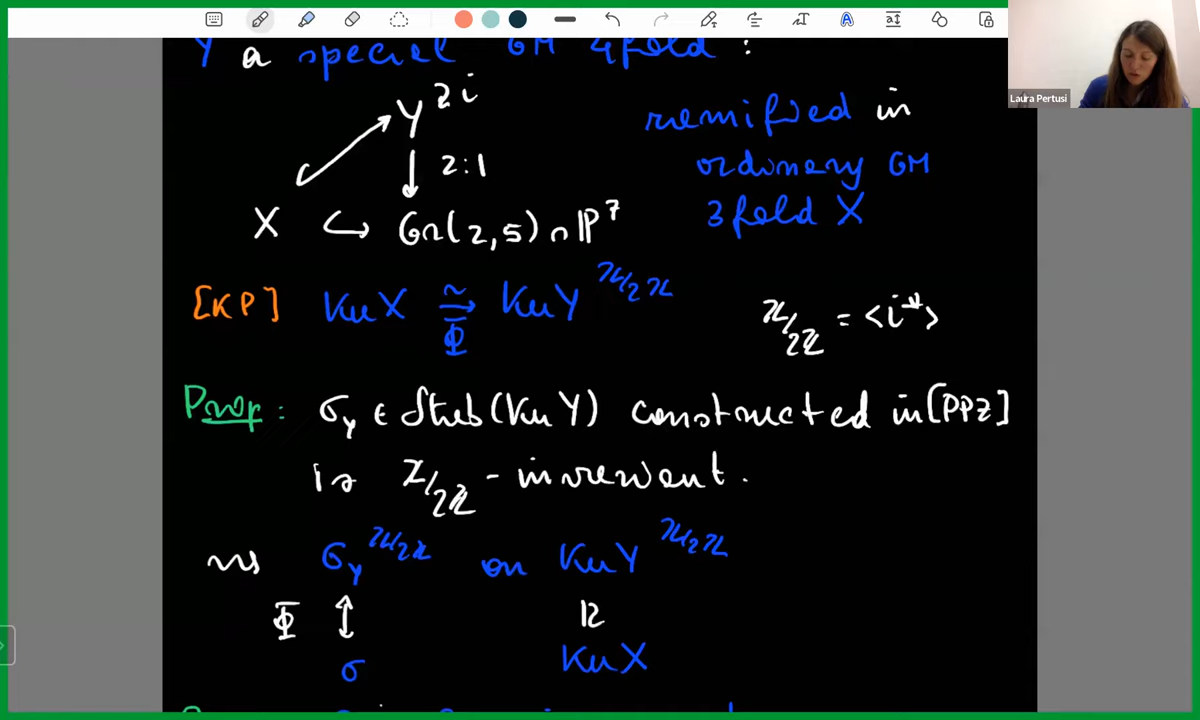 Y a special GM 4fold :
Y ↻ i
ramified in
↓ 2:1
ordinary GM
X ↪ Gr(2,5) ∩ ℙ⁷
3fold X
[KP] Ku X ≃→ Ku Y^{ℤ/2ℤ}
Φ
ℤ/2ℤ = <i*>
Prop: σ_Y ∈ Stab(Ku Y) constructed in [PPZ]
is ℤ/2ℤ - invariant.
⇝ σ_Y^{ℤ/2ℤ} on Ku Y^{ℤ/2ℤ}
Φ ↕ ≀‖
σ Ku X
Laura Pertusi